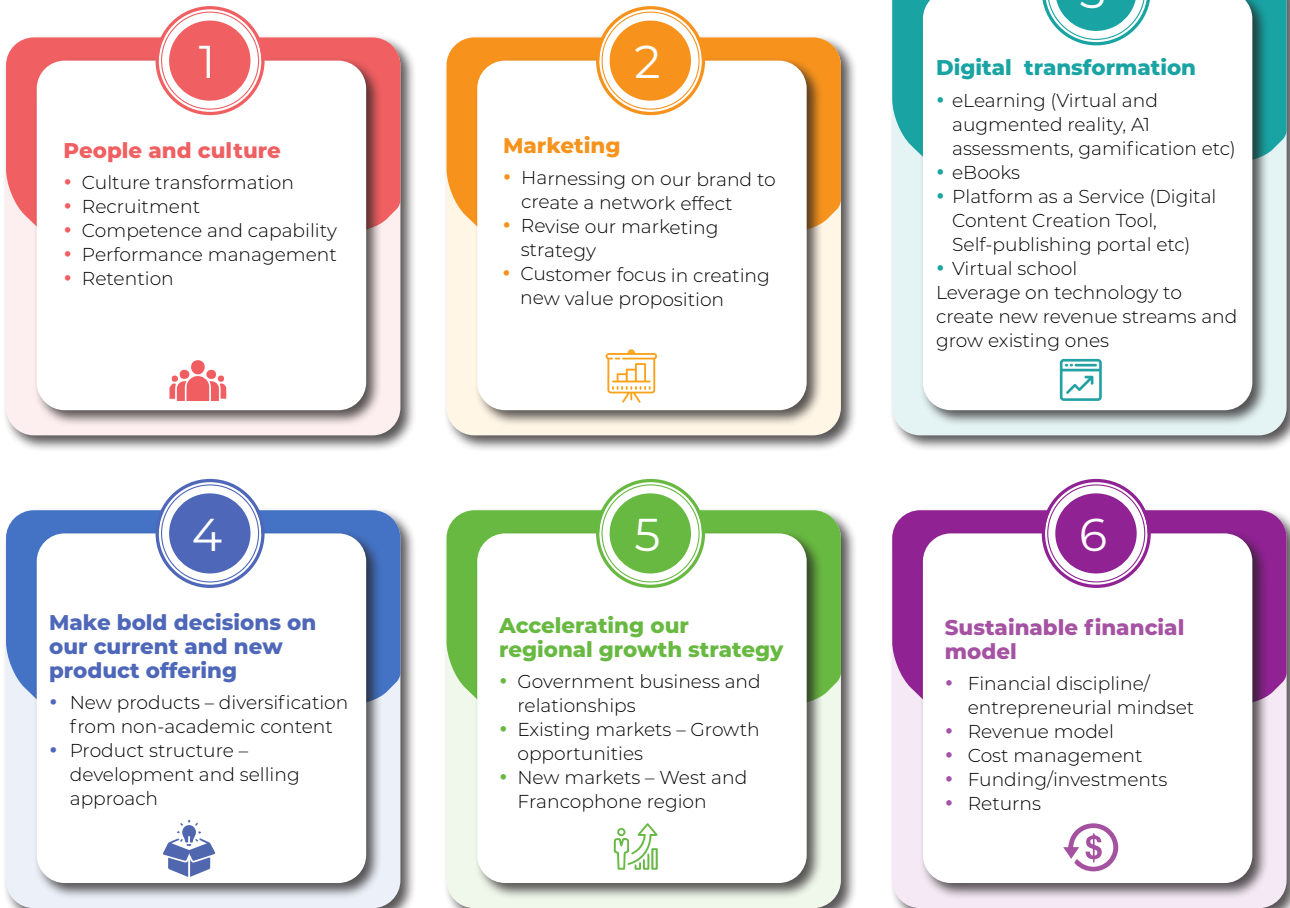 1
People and culture
• Culture transformation
• Recruitment
• Competence and capability
• Performance management
• Retention
2
Marketing
• Harnessing on our brand to
create a network effect
• Revise our marketing
strategy
• Customer focus in creating
new value proposition
3
Digital transformation
• eLearning (Virtual and
augmented reality, A1
assessments, gamification etc)
• eBooks
• Platform as a Service (Digital
Content Creation Tool,
Self-publishing portal etc)
• Virtual school
Leverage on technology to
create new revenue streams and
grow existing ones
4
Make bold decisions on
our current and new
product offering
• New products – diversification
from non-academic content
• Product structure –
development and selling
approach
5
Accelerating our
regional growth strategy
• Government business and
relationships
• Existing markets – Growth
opportunities
• New markets – West and
Francophone region
6
Sustainable financial
model
• Financial discipline/
entrepreneurial mindset
• Revenue model
• Cost management
• Funding/investments
• Returns
$